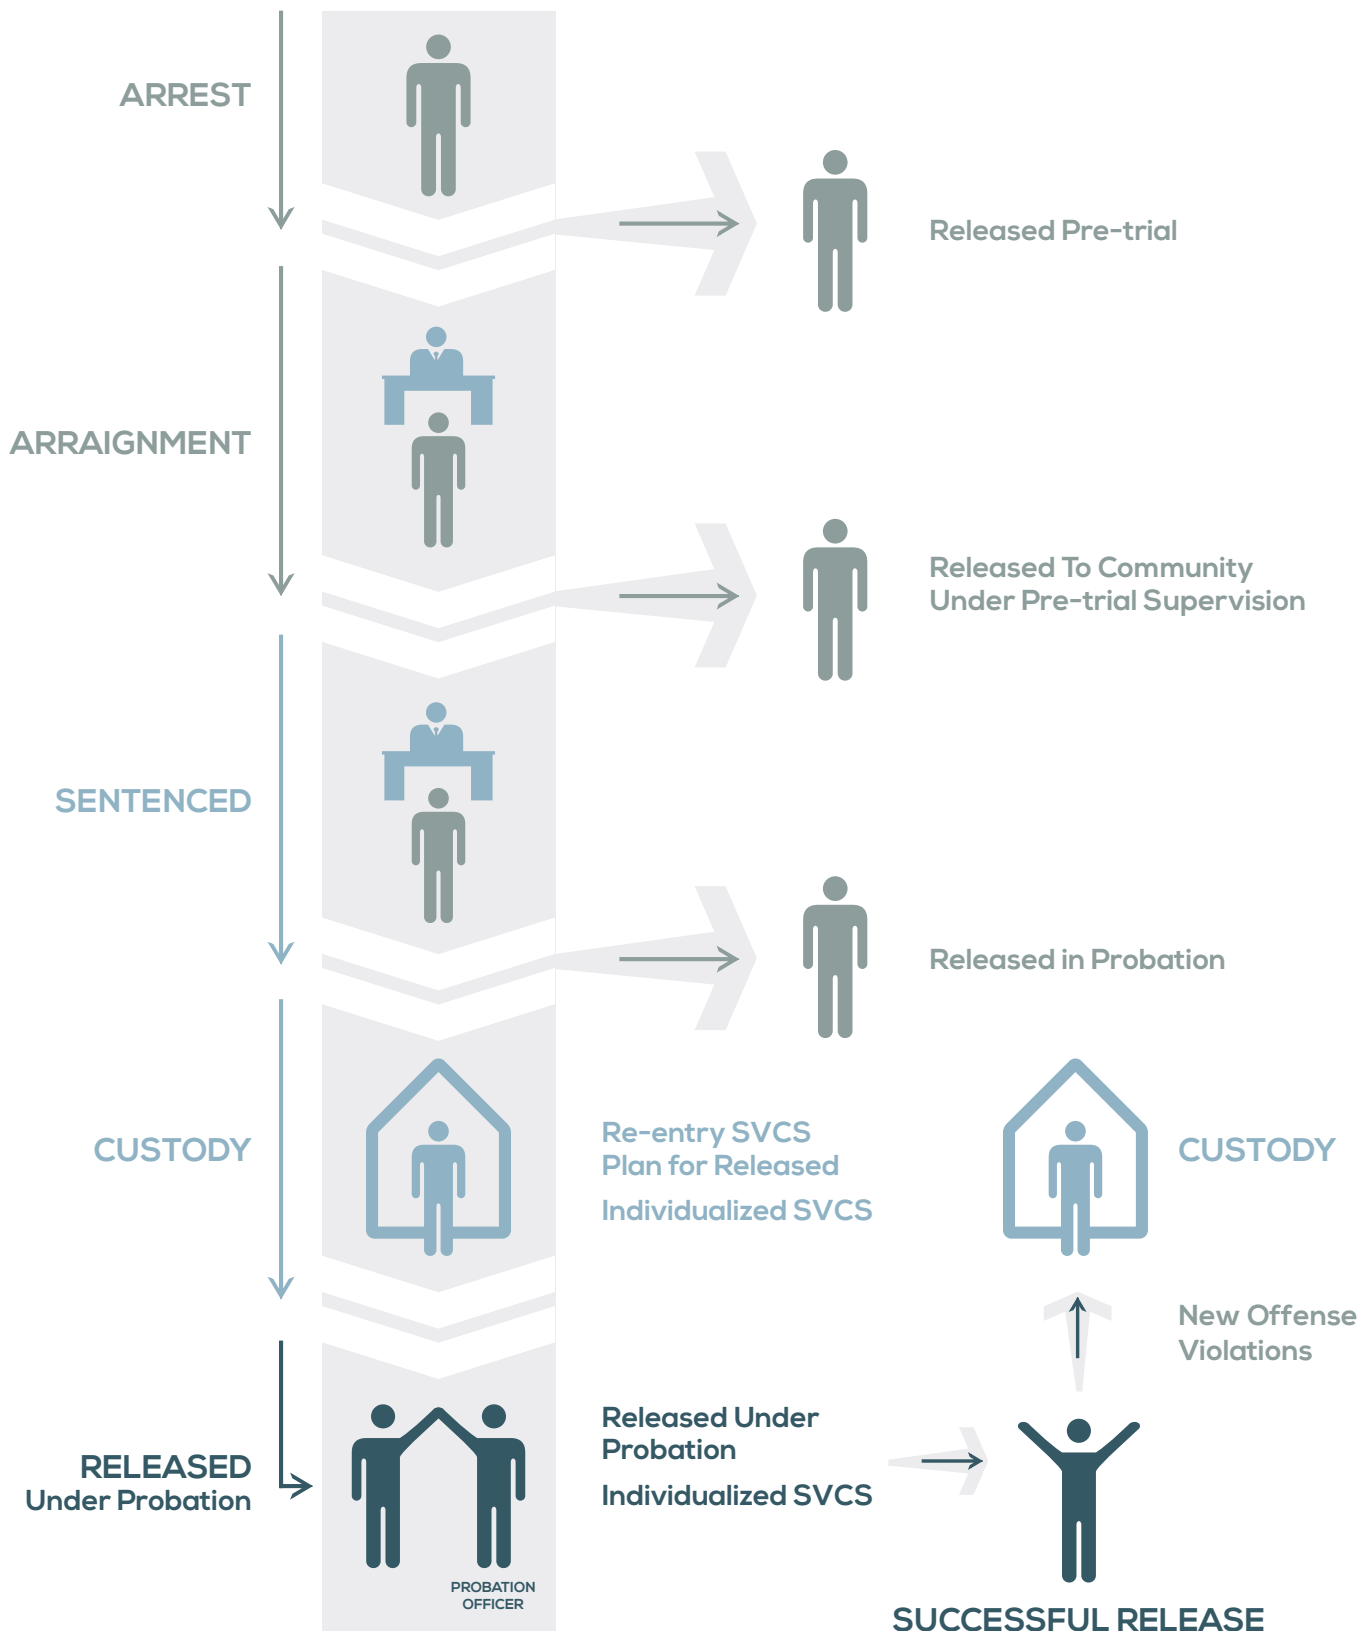 ARREST
Released Pre-trial
ARRAIGNMENT
Released To Community
Under Pre-trial Supervision
SENTENCED
Released in Probation
CUSTODY
Re-entry SVCS
Plan for Released
Individualized SVCS
CUSTODY
New Offense
Violations
RELEASED
Under Probation
PROBATION
OFFICER
Released Under
Probation
Individualized SVCS
SUCCESSFUL RELEASE